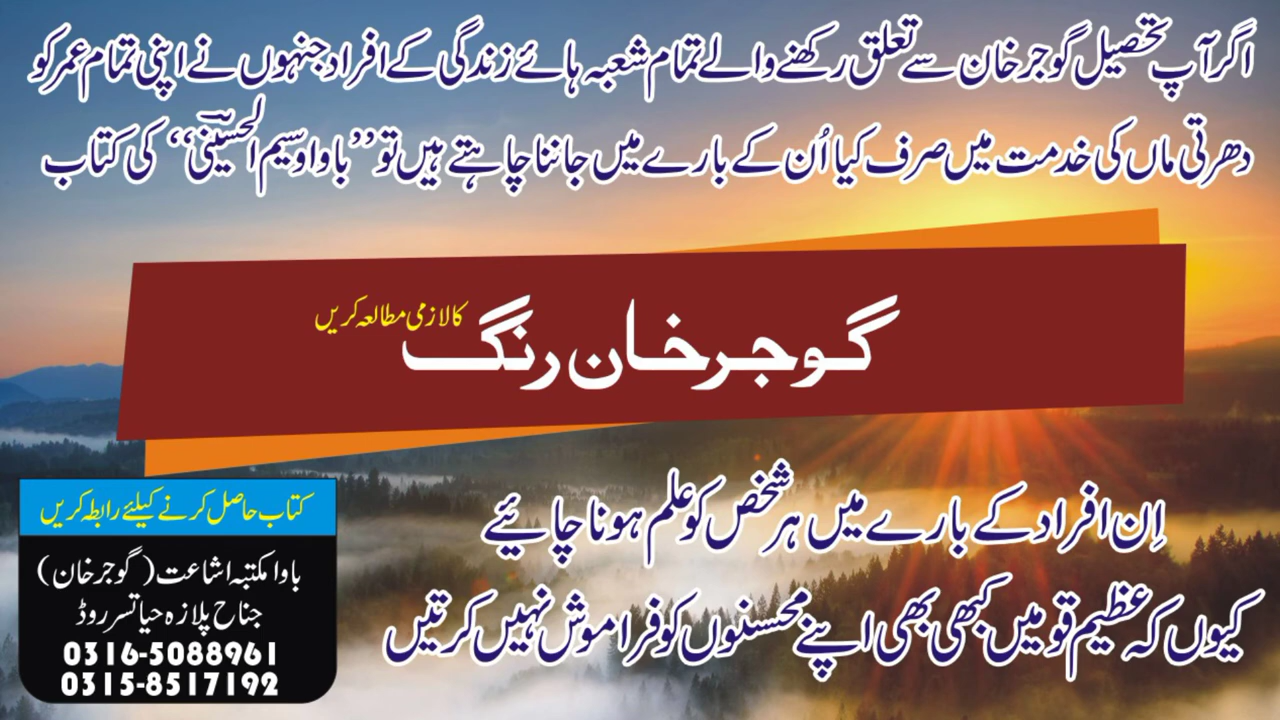 اگر آپ تحصیل گوجرخان سے تعلق رکھنے والے تمام شعبہ ہائے زندگی کے افراد جنہوں نے اپنی تمام عمر کو
دھرتی ماں کی خدمت میں صرف کیا اُن کے بارے میں جاننا چاہتے ہیں تو ”باوا وسیم الحسینیؔ“ کی کتاب
گوجرخان رنگ
کا لازمی مطالعہ کریں
اِن افراد کے بارے میں ہر شخص کو علم ہونا چائیے
کیوں کہ عظیم قومیں کبھی بھی اپنے محسنوں کو فراموش نہیں کرتیں
کتاب حاصل کرنے کیلئے رابطہ کریں
باوا مکتبہ اشاعت (گوجرخان)
جناح پلازہ حیاتسر روڈ
0316-5088961
0315-8517192